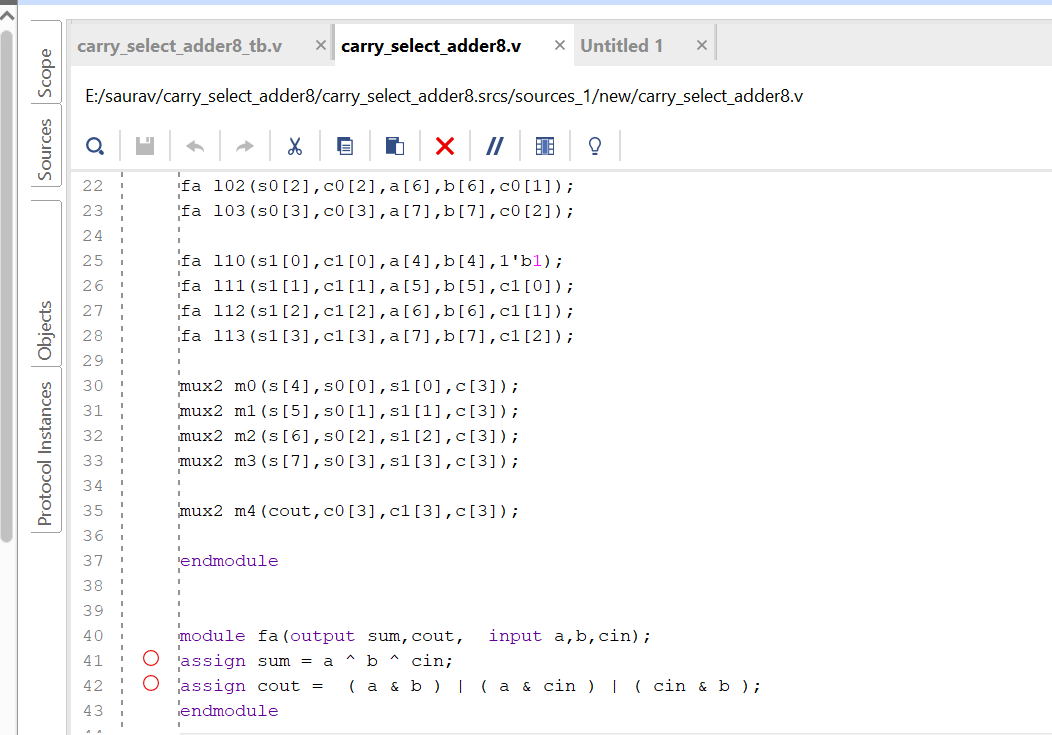 carry_select_adder8_tb.v × carry_select_adder8.v × Untitled 1 ×
E:/saurav/carry_select_adder8/carry_select_adder8.srcs/sources_1/new/carry_select_adder8.v
Scope
Sources
Objects
Protocol Instances
22 fa l02(s0[2],c0[2],a[6],b[6],c0[1]);
23 fa l03(s0[3],c0[3],a[7],b[7],c0[2]);
24
25 fa l10(s1[0],c1[0],a[4],b[4],1'b1);
26 fa l11(s1[1],c1[1],a[5],b[5],c1[0]);
27 fa l12(s1[2],c1[2],a[6],b[6],c1[1]);
28 fa l13(s1[3],c1[3],a[7],b[7],c1[2]);
29
30 mux2 m0(s[4],s0[0],s1[0],c[3]);
31 mux2 m1(s[5],s0[1],s1[1],c[3]);
32 mux2 m2(s[6],s0[2],s1[2],c[3]);
33 mux2 m3(s[7],s0[3],s1[3],c[3]);
34
35 mux2 m4(cout,c0[3],c1[3],c[3]);
36
37 endmodule
38
39
40 module fa(output sum,cout,  input a,b,cin);
41 assign sum = a ^ b ^ cin;
42 assign cout =  ( a & b ) | ( a & cin ) | ( cin & b );
43 endmodule